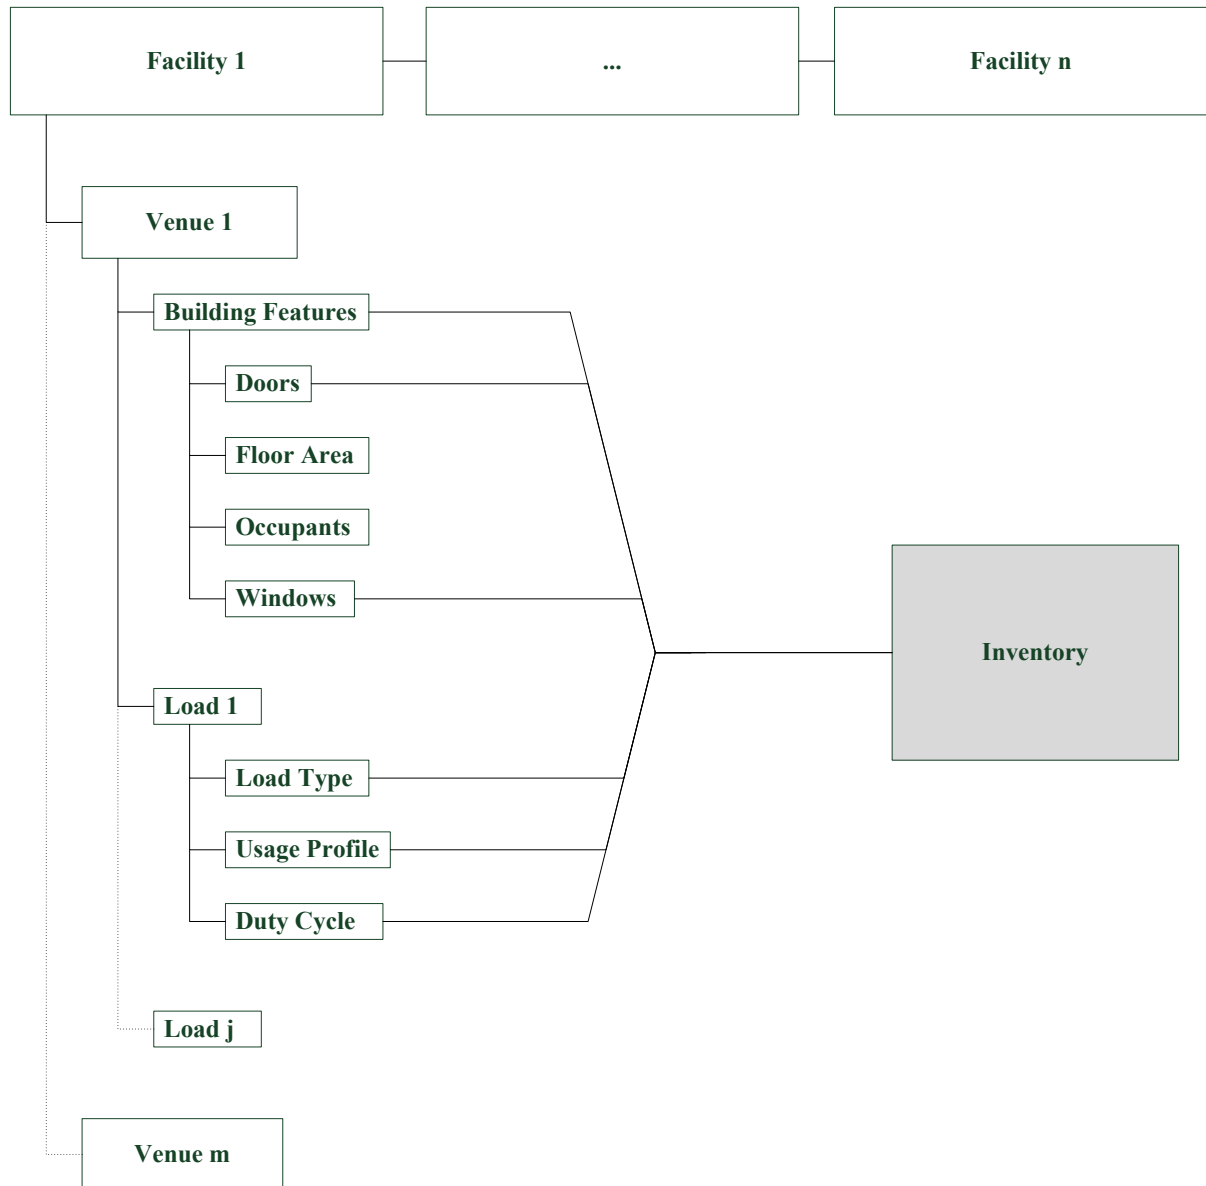 Facility 1
...
Facility n
Venue 1
Building Features
Doors
Floor Area
Occupants
Windows
Inventory
Load 1
Load Type
Usage Profile
Duty Cycle
Load j
Venue m